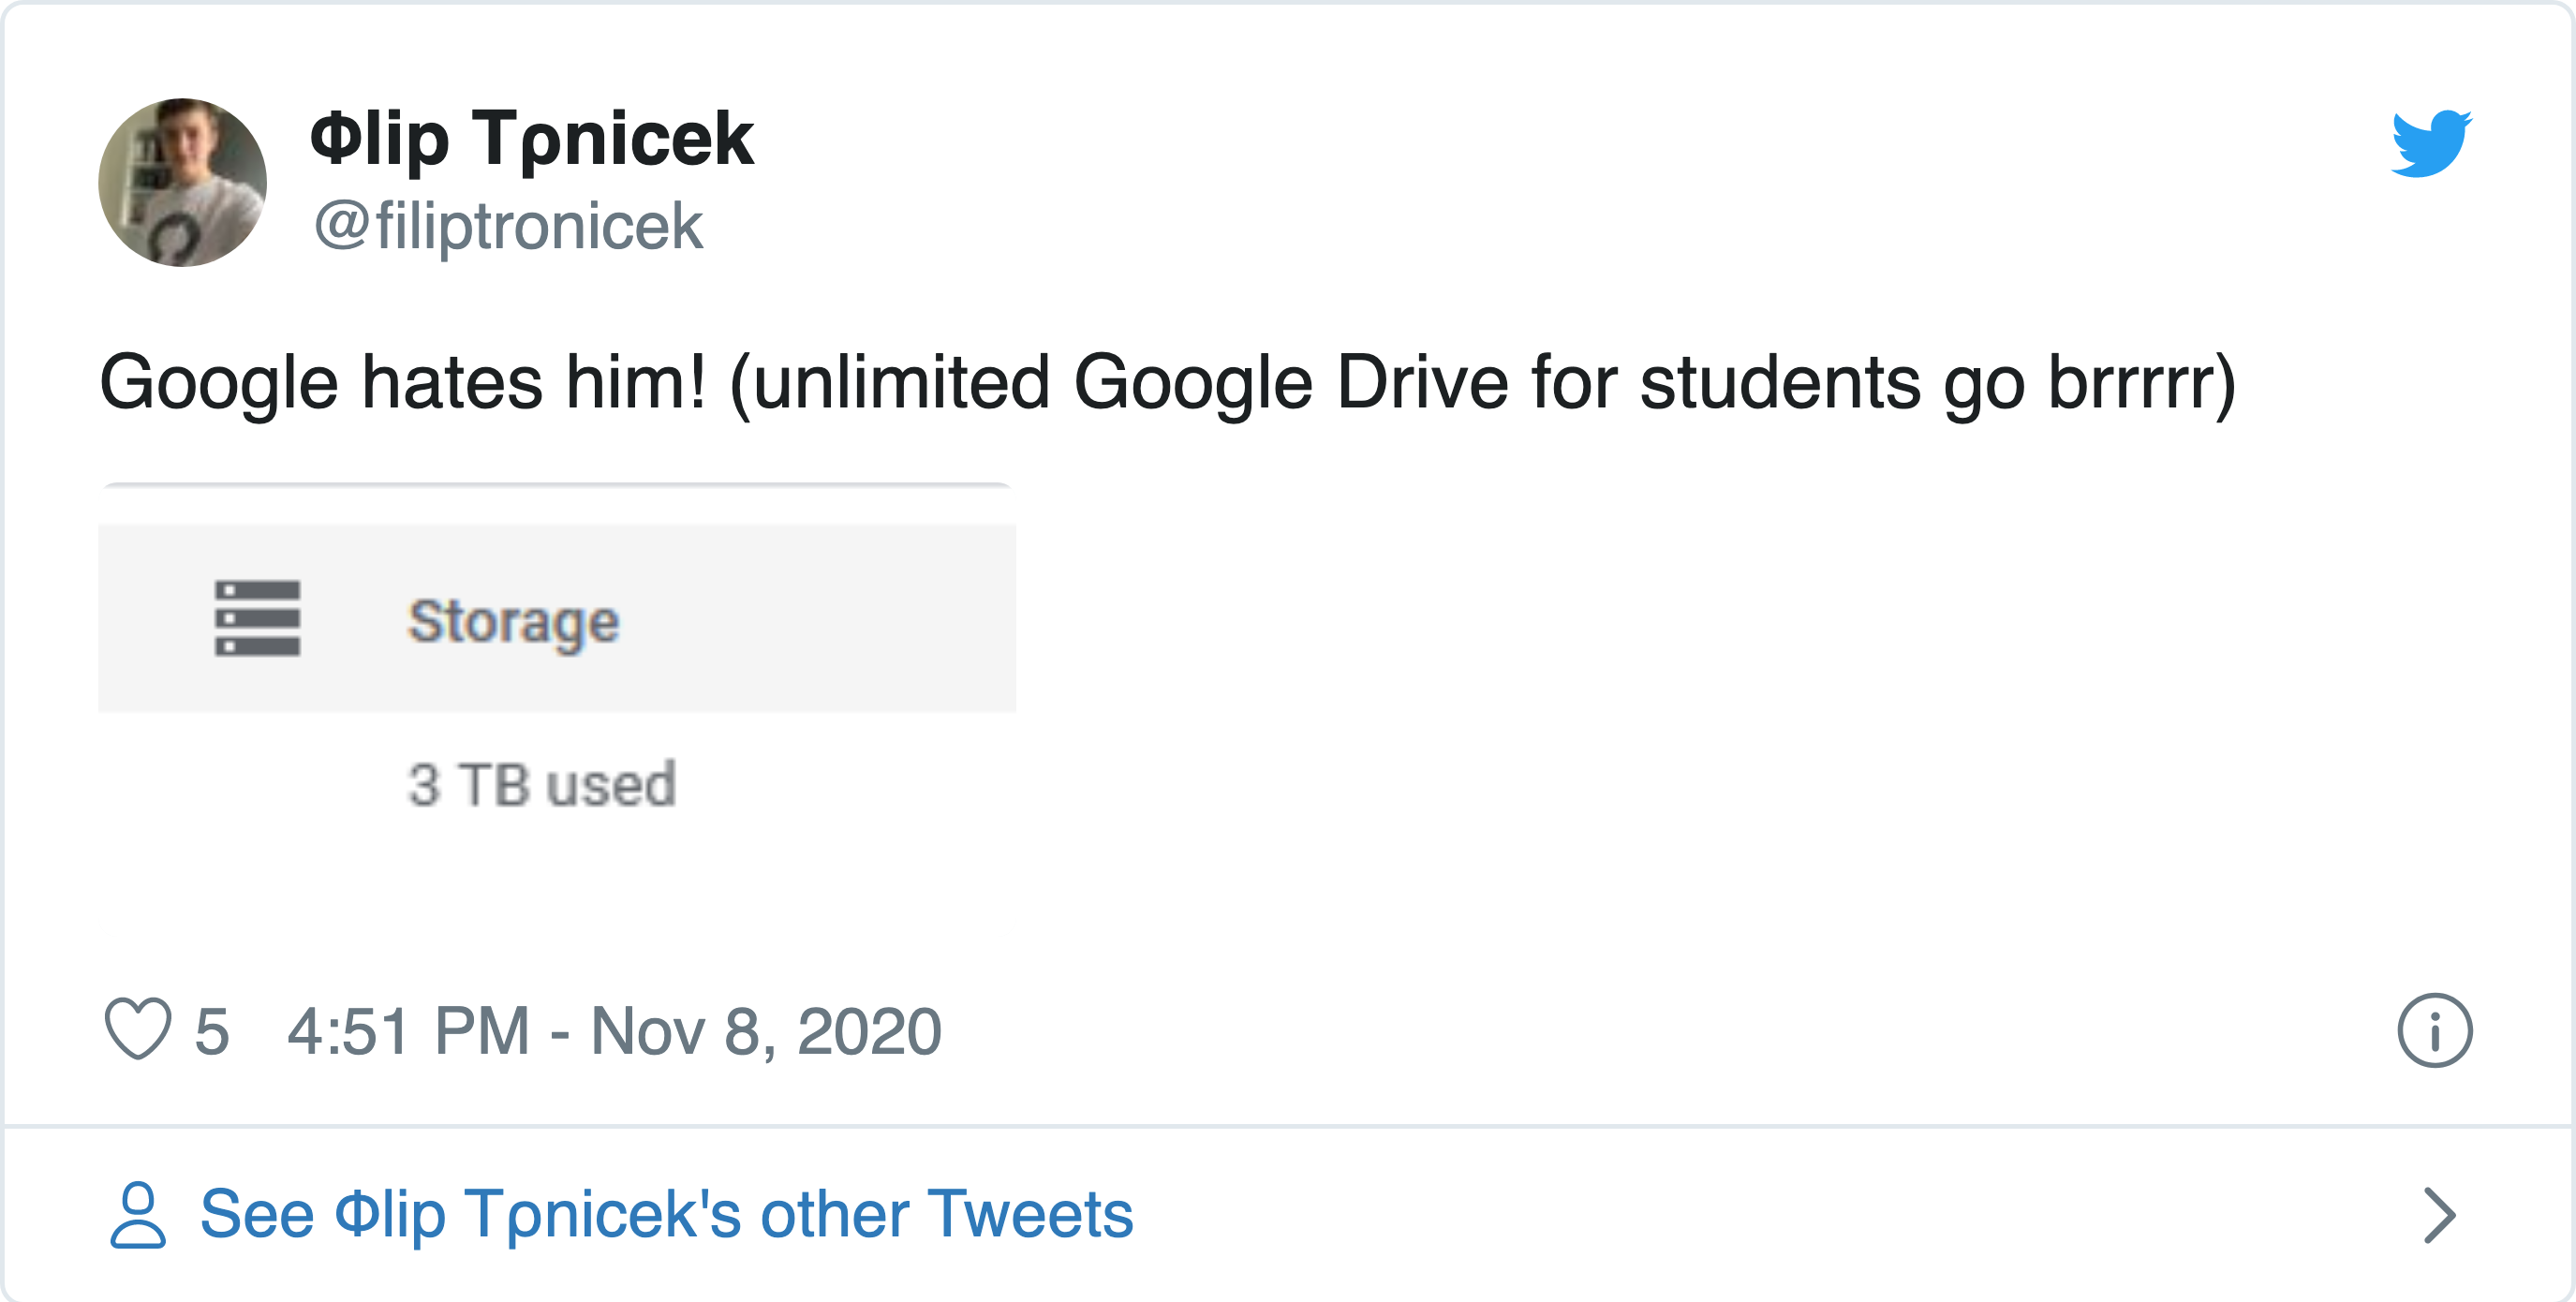 Φlip Tρnicek
@filiptronicek
Google hates him! (unlimited Google Drive for students go brrrrr)
Storage
3 TB used
5 4:51 PM - Nov 8, 2020
See Φlip Tρnicek's other Tweets